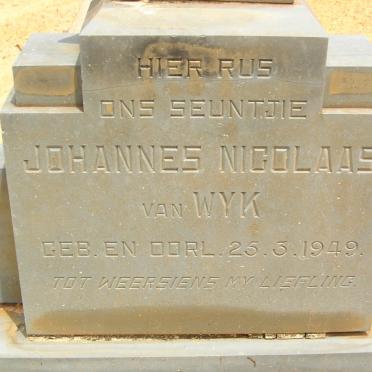 HIER RUS
ONS SEUNTJIE
JOHANNES NICOLAAS
VAN WYK
GEB. EN OORL. 25.3.1949.
TOT WEERSIENS MY LIEFLING.